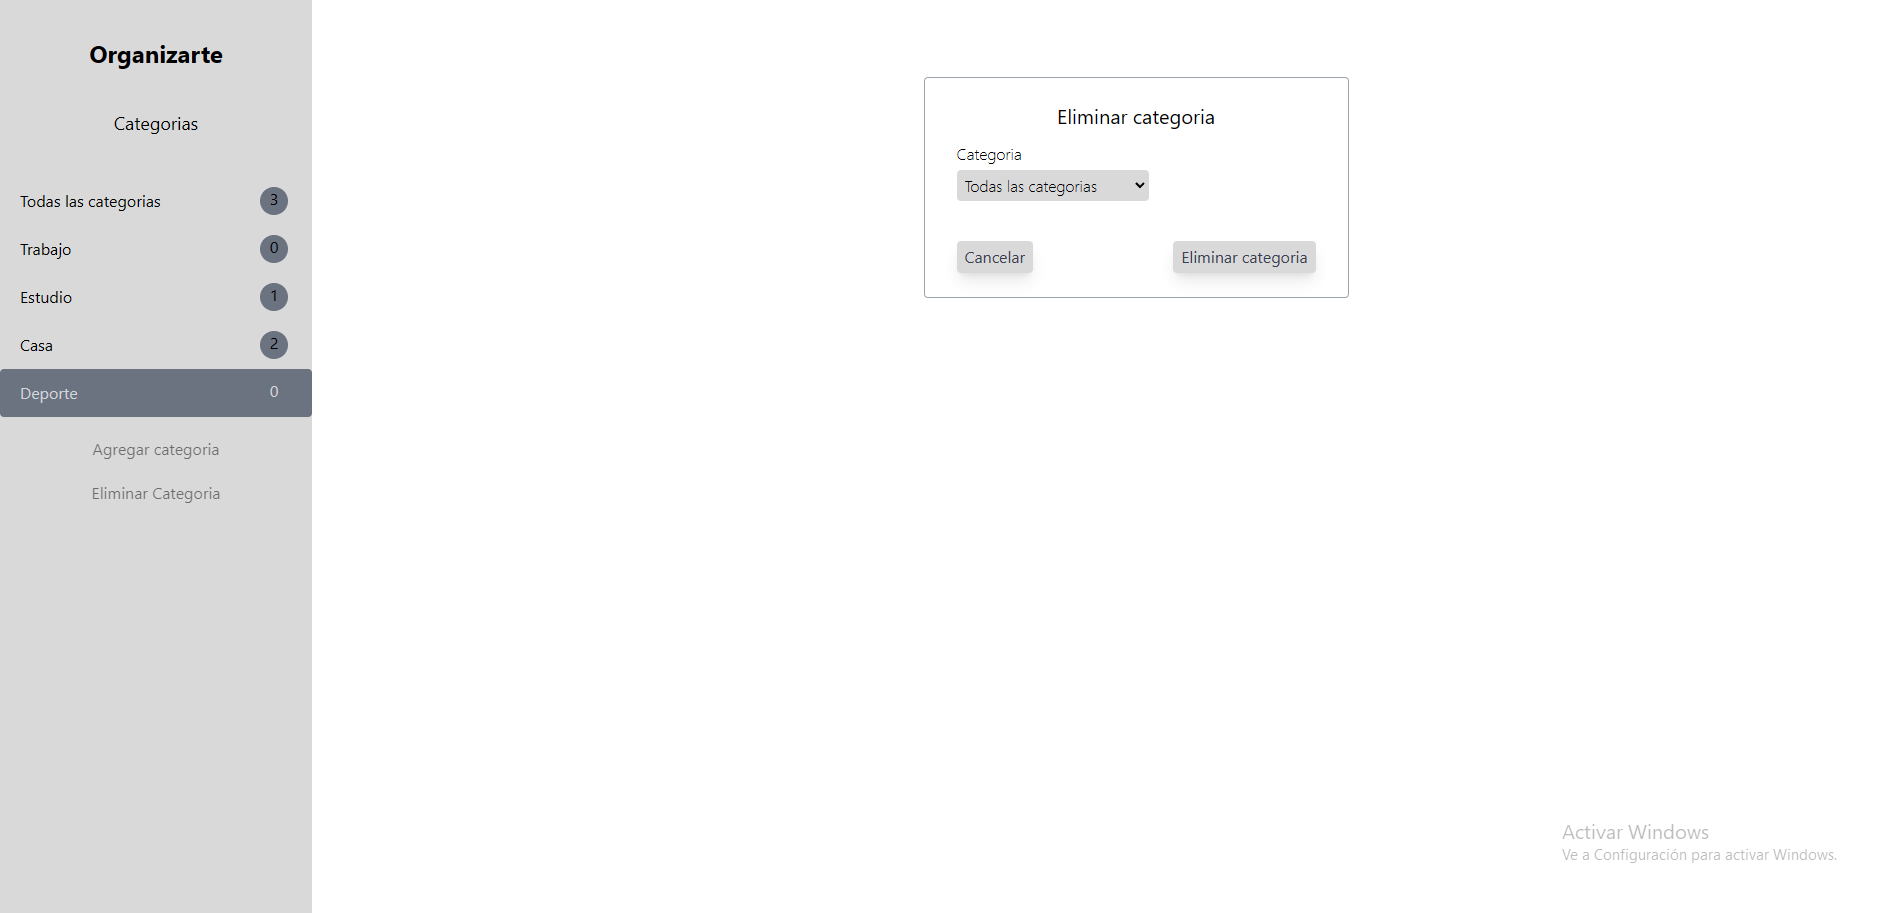 Organizarte
Categorias
Todas las categorias 3
Trabajo 0
Estudio 1
Casa 2
Deporte 0
Agregar categoria
Eliminar Categoria
Eliminar categoria
Categoria
Todas las categorias
Cancelar Eliminar categoria
Activar Windows
Ve a Configuración para activar Windows.